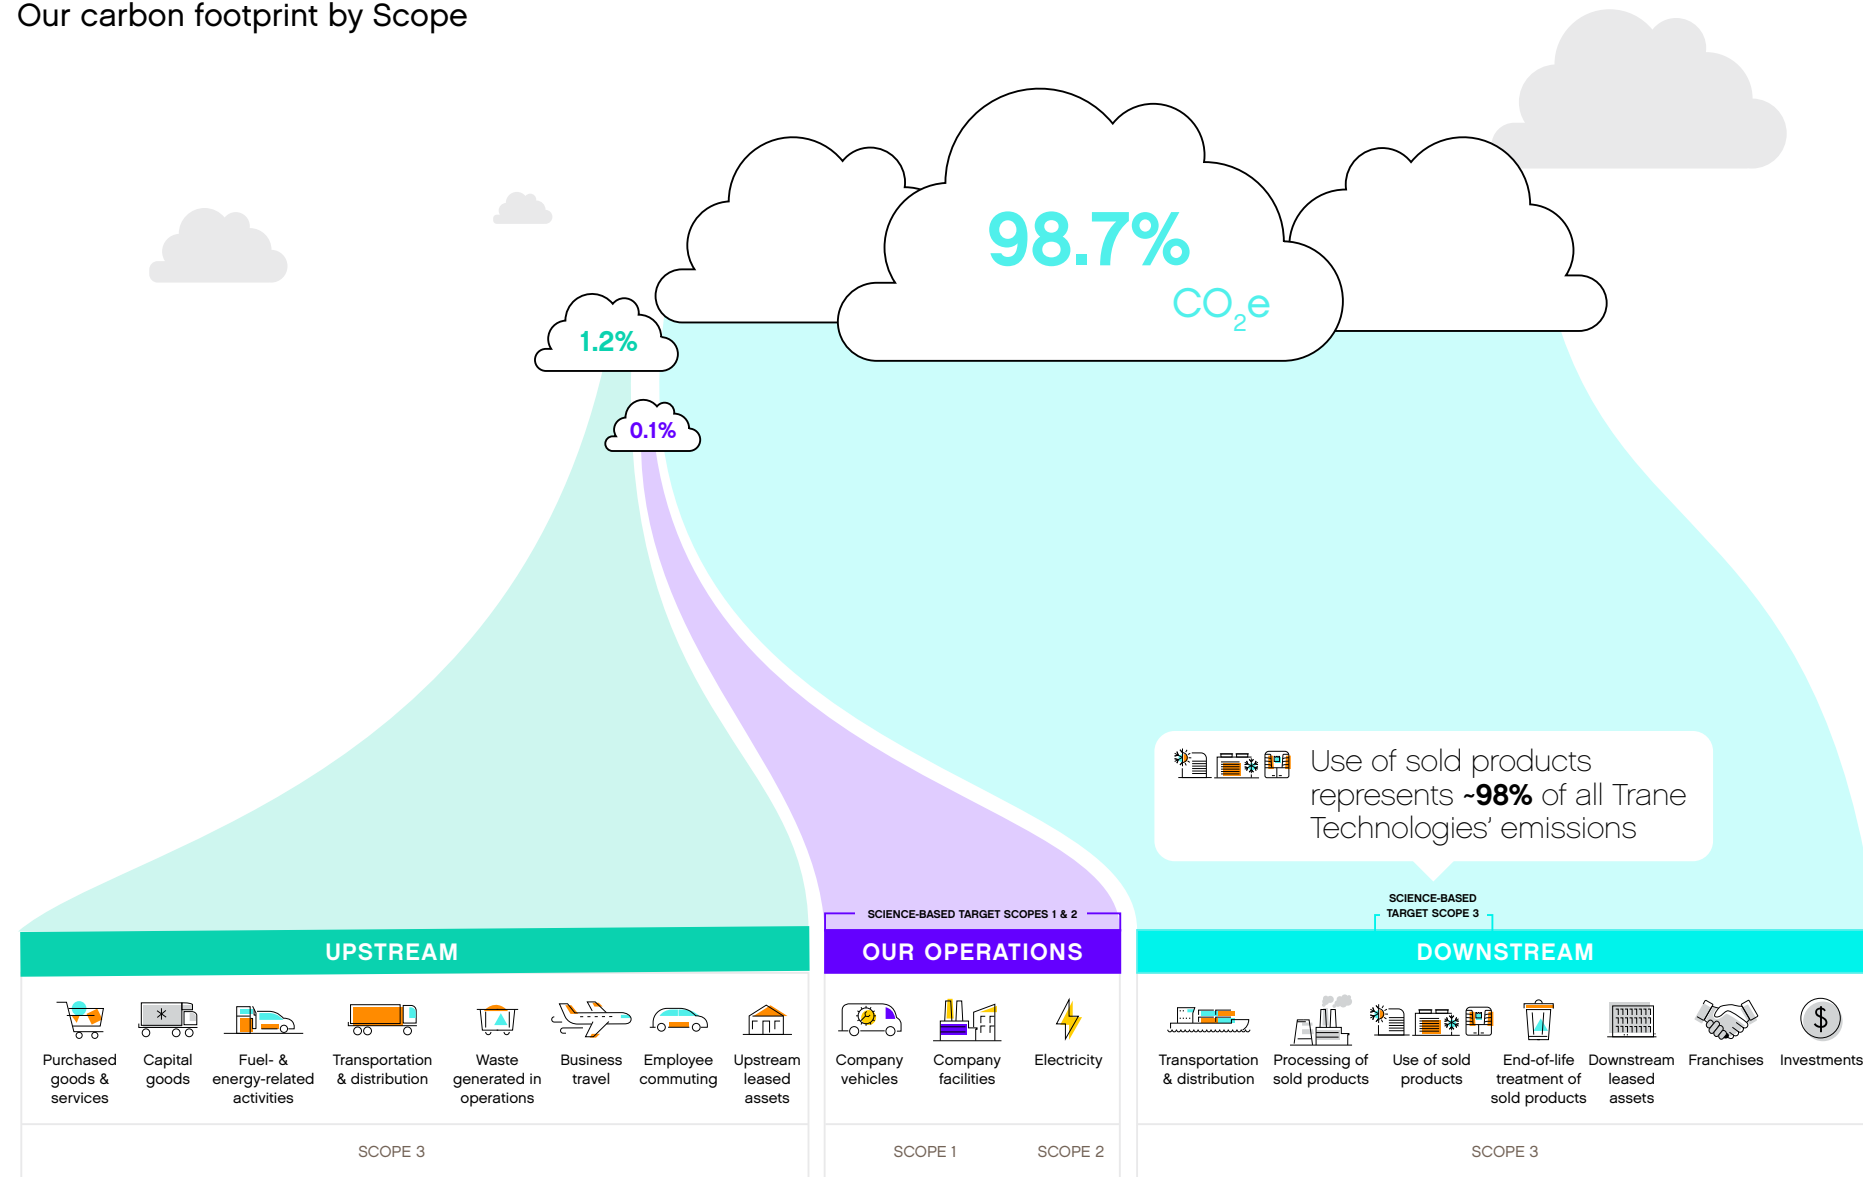 Our carbon footprint by Scope
98.7%
CO2e
1.2%
0.1%
Use of sold products
represents ~98% of all Trane
Technologies’ emissions
SCIENCE-BASED
TARGET SCOPE 3
SCIENCE-BASED TARGET SCOPES 1 & 2
UPSTREAM
OUR OPERATIONS
DOWNSTREAM
Purchased
goods &
services
Capital
goods
Fuel- &
energy-related
activities
Transportation
& distribution
Waste
generated in
operations
Business
travel
Employee
commuting
Upstream
leased
assets
Company
vehicles
Company
facilities
Electricity
Transportation
& distribution
Processing of
sold products
Use of sold
products
End-of-life
treatment of
sold products
Downstream
leased
assets
Franchises
$
Investments
SCOPE 3
SCOPE 1
SCOPE 2
SCOPE 3